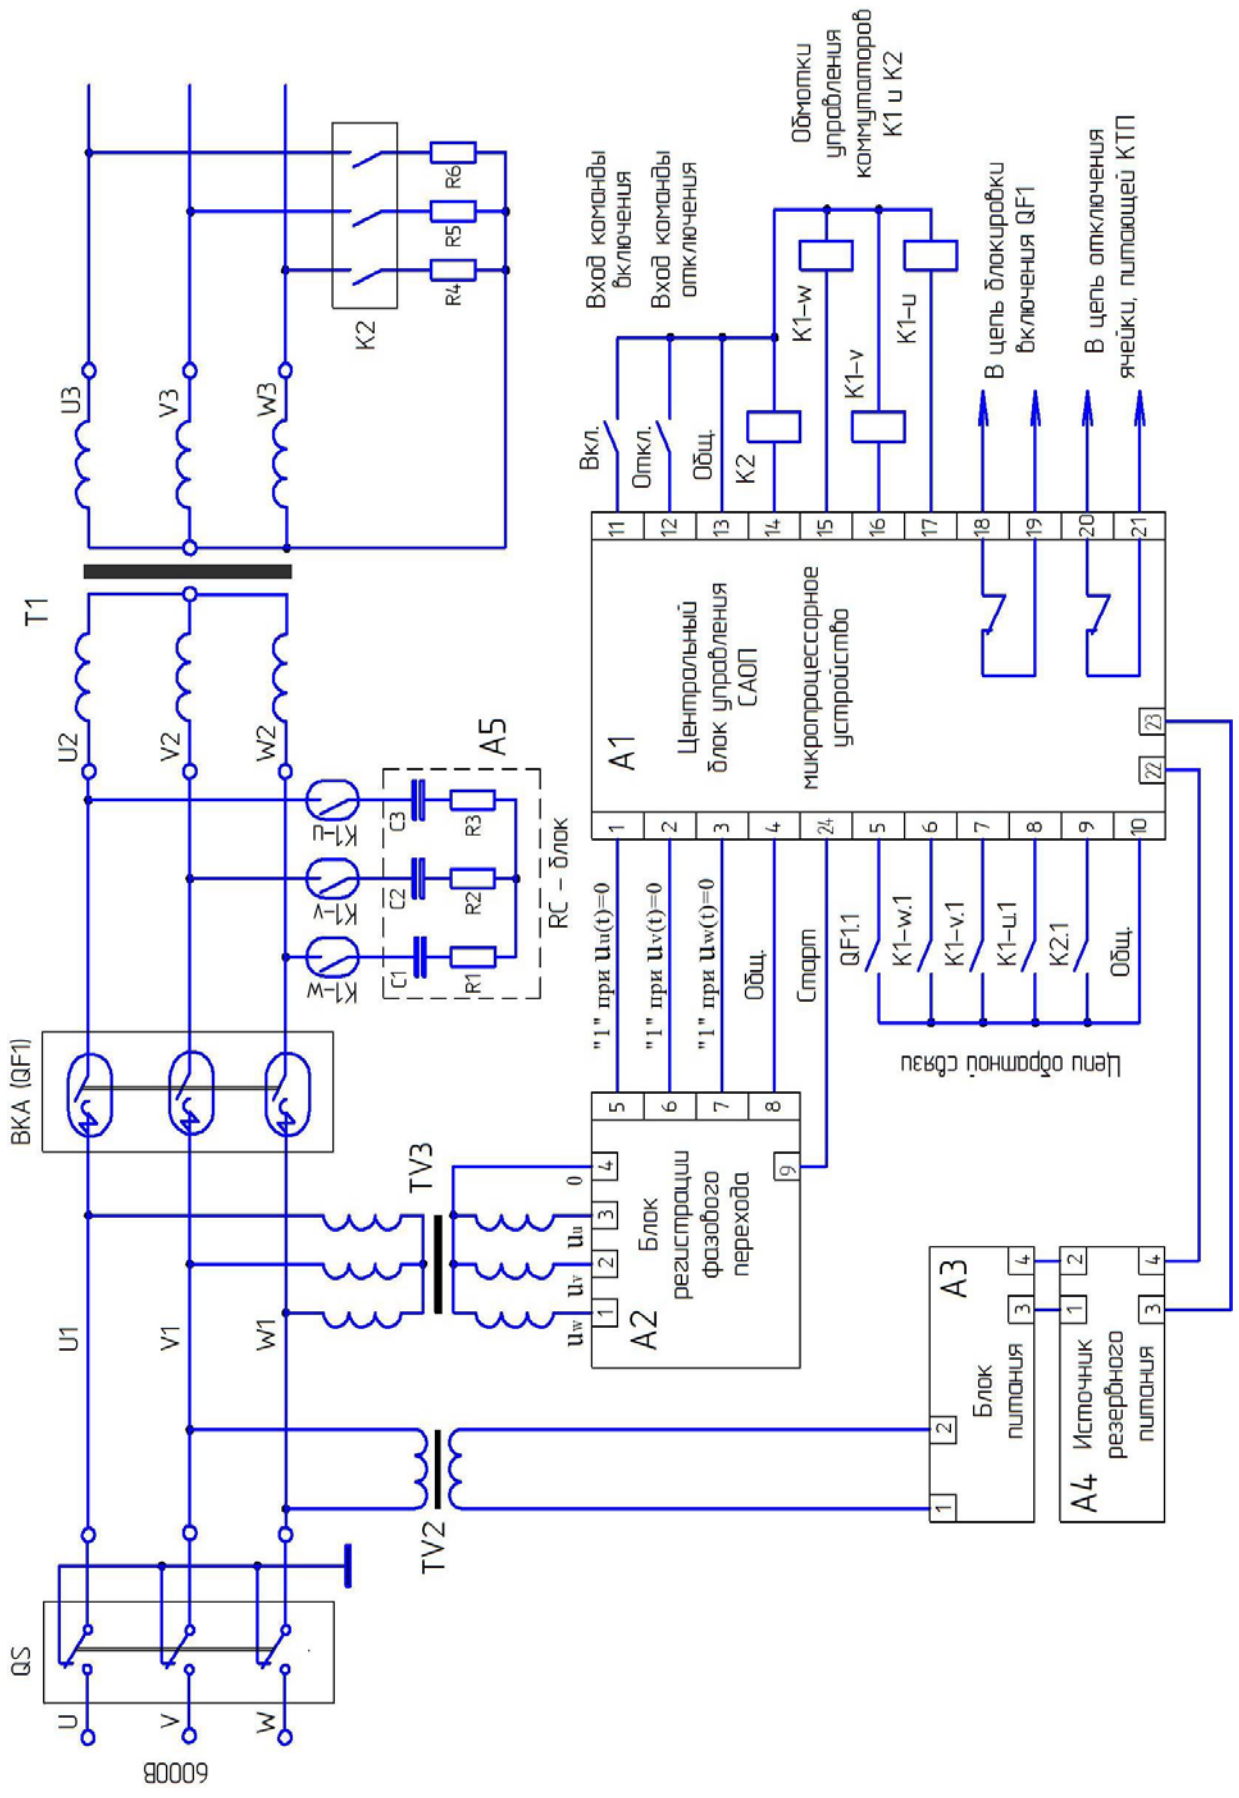 6000В
U
V
W
QS
U1
V1
W1
TV2
TV3
ВКА (QF1)
K1-w
K1-v
K1-u
C1
C2
C3
R1
R2
R3
RC - блок
A5
U2
V2
W2
T1
U3
V3
W3
K2
R4
R5
R6
uw
uv
uu
0
1
2
3
4
A2
Блок
регистрации
фазового
перехода
5
6
7
8
9
"1" при uu(t)=0
"1" при uv(t)=0
"1" при uw(t)=0
Общ.
Старт
QF1.1
K1-w.1
K1-v.1
K1-u.1
K2.1
Общ.
Цепи обратной связи
1
2
3
4
24
5
6
7
8
9
10
A1
Центральный
блок управления
САОП
микропроцессорное
устройство
22
23
11
12
13
14
15
16
17
18
19
20
21
Вкл.
Откл.
Общ.
K2
K1-w
K1-v
K1-u
Вход команды
включения
Вход команды
отключения
Обмотки
управления
коммутаторов
К1 и К2
В цепь блокировки
включения QF1
В цепь отключения
ячейки, питающей КТП
1
2
A3
Блок
питания
3
4
A4
Источник
резервного
питания
1
2
3
4